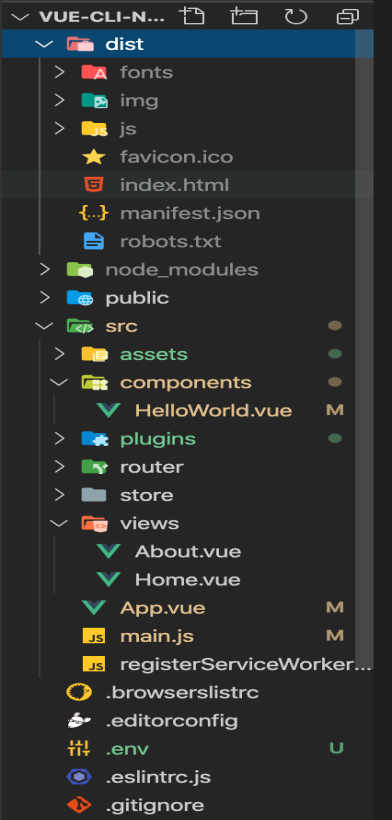 VUE-CLI-N...
dist
fonts
img
js
favicon.ico
index.html
manifest.json
robots.txt
node_modules
public
src
assets
components
HelloWorld.vue M
plugins
router
store
views
About.vue
Home.vue
App.vue M
main.js M
registerServiceWorker...
.browserslistrc
.editorconfig
.env U
.eslintrc.js
.gitignore